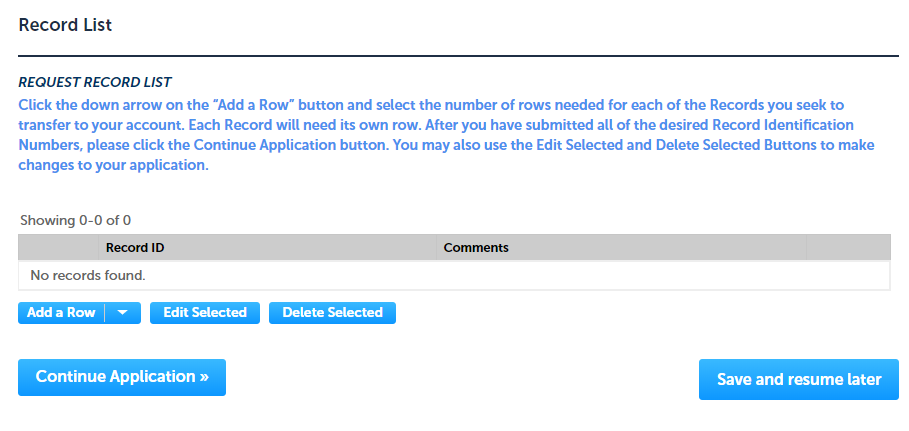 Record List
REQUEST RECORD LIST
Click the down arrow on the “Add a Row” button and select the number of rows needed for each of the Records you seek to
transfer to your account. Each Record will need its own row. After you have submitted all of the desired Record Identification
Numbers, please click the Continue Application button. You may also use the Edit Selected and Delete Selected Buttons to make
changes to your application.
Showing 0-0 of 0
Record ID Comments
No records found.
Add a Row Edit Selected Delete Selected
Continue Application » Save and resume later